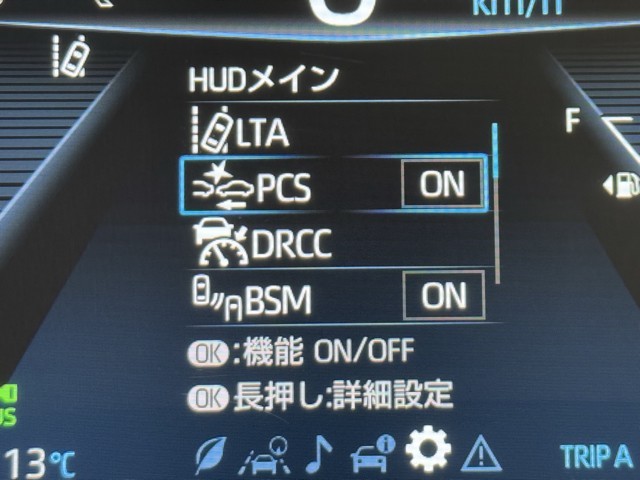 km/h
HUDメイン
LTA
F
PCS ON
DRCC
BSM ON
OK:機能 ON/OFF
OK長押し:詳細設定
13℃
TRIP A